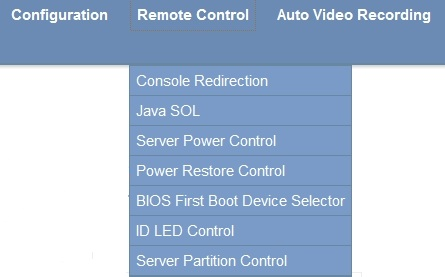 Configuration Remote Control Auto Video Recording
Console Redirection
Java SOL
Server Power Control
Power Restore Control
BIOS First Boot Device Selector
ID LED Control
Server Partition Control